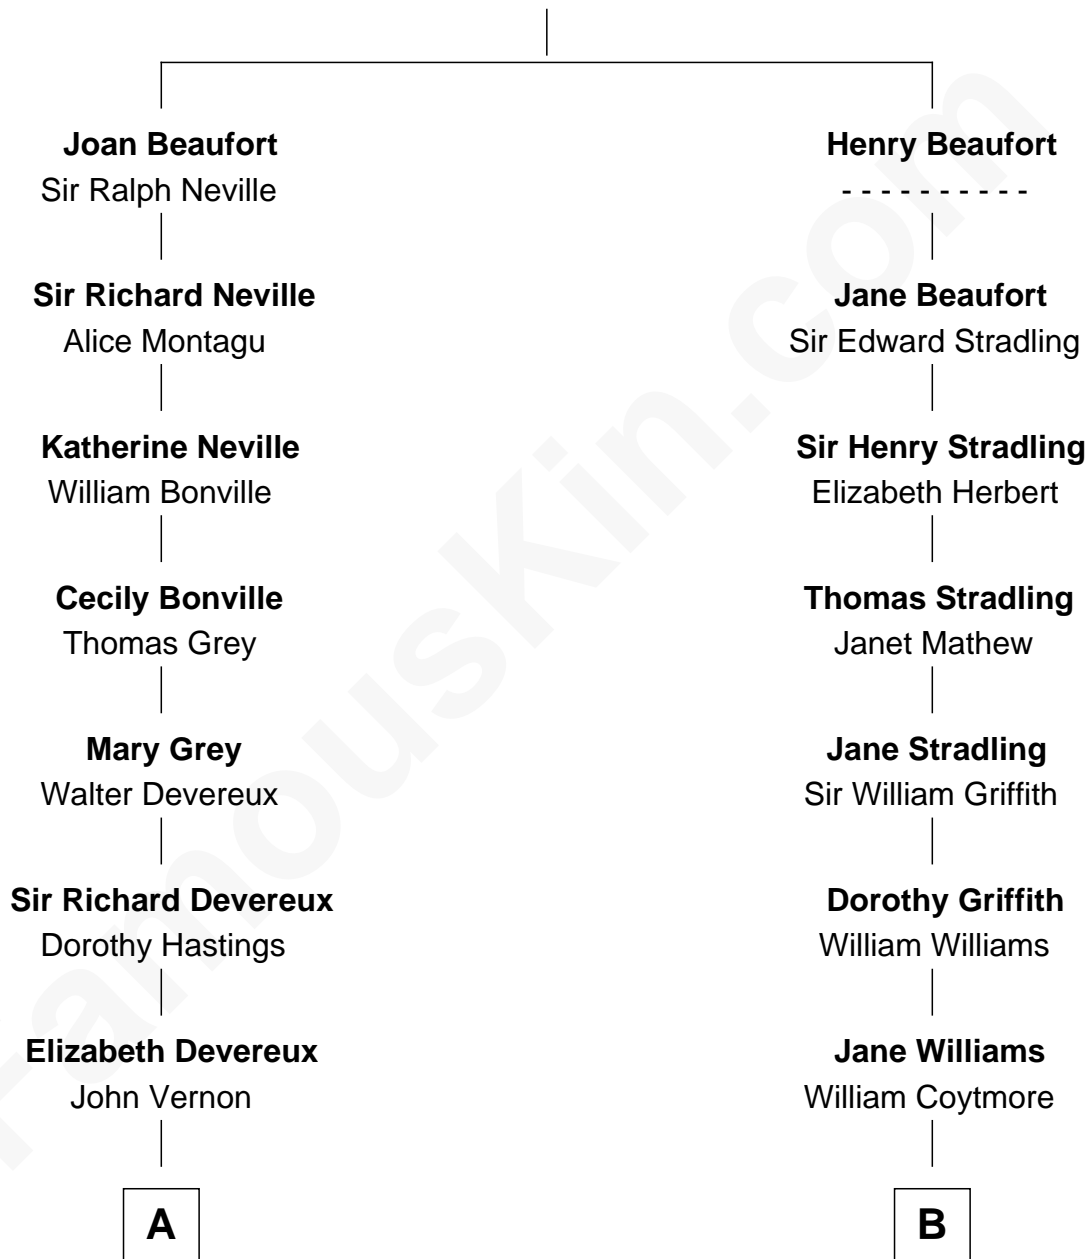 Joan Beaufort
Sir Ralph Neville
Sir Richard Neville
Alice Montagu
Katherine Neville
William Bonville
Cecily Bonville
Thomas Grey
Mary Grey
Walter Devereux
Sir Richard Devereux
Dorothy Hastings
Elizabeth Devereux
John Vernon
A
Henry Beaufort
- - - - - - - - - -
Jane Beaufort
Sir Edward Stradling
Sir Henry Stradling
Elizabeth Herbert
Thomas Stradling
Janet Mathew
Jane Stradling
Sir William Griffith
Dorothy Griffith
William Williams
Jane Williams
William Coytmore
B
FamousKin.com